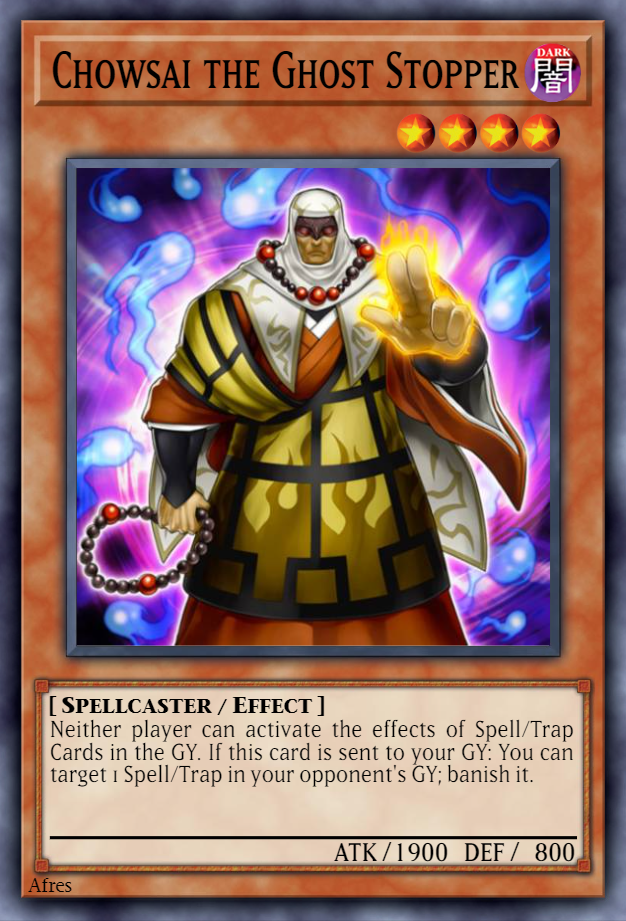 CHOWSAI THE GHOST STOPPER
DARK
闇
[ SPELLCASTER / EFFECT ]
Neither player can activate the effects of Spell/Trap
Cards in the GY. If this card is sent to your GY: You can
target 1 Spell/Trap in your opponent's GY; banish it.
ATK / 1900 DEF / 800
Afres